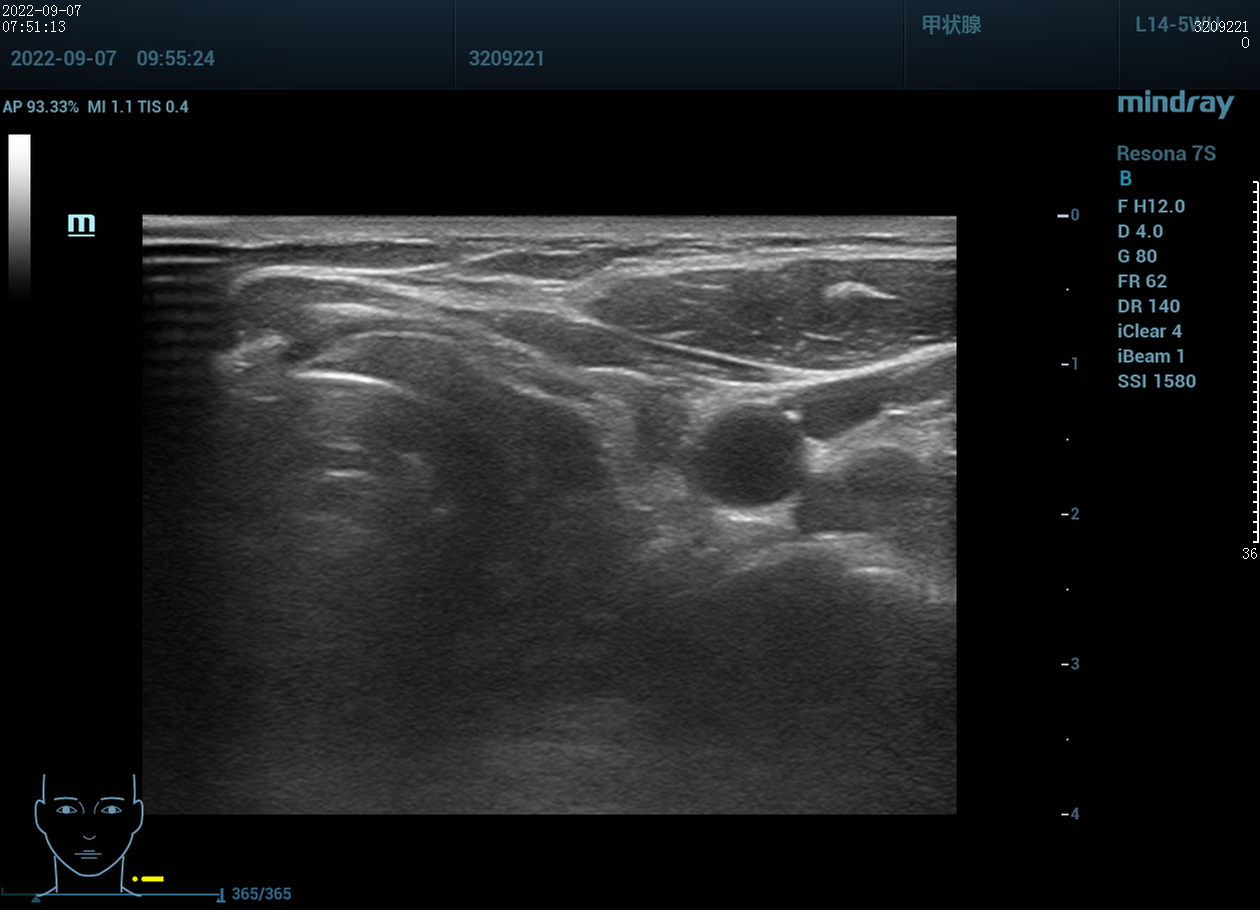 2022-09-07
07:51:13
2022-09-07 09:55:24
3209221
甲状腺
3209221
0
AP 93.33% MI 1.1 TIS 0.4
mindray
Resona 7S
B
F H12.0
D 4.0
G 80
FR 62
DR 140
iClear 4
iBeam 1
SSI 1580
m
0
1
2
3
4
36
365/365